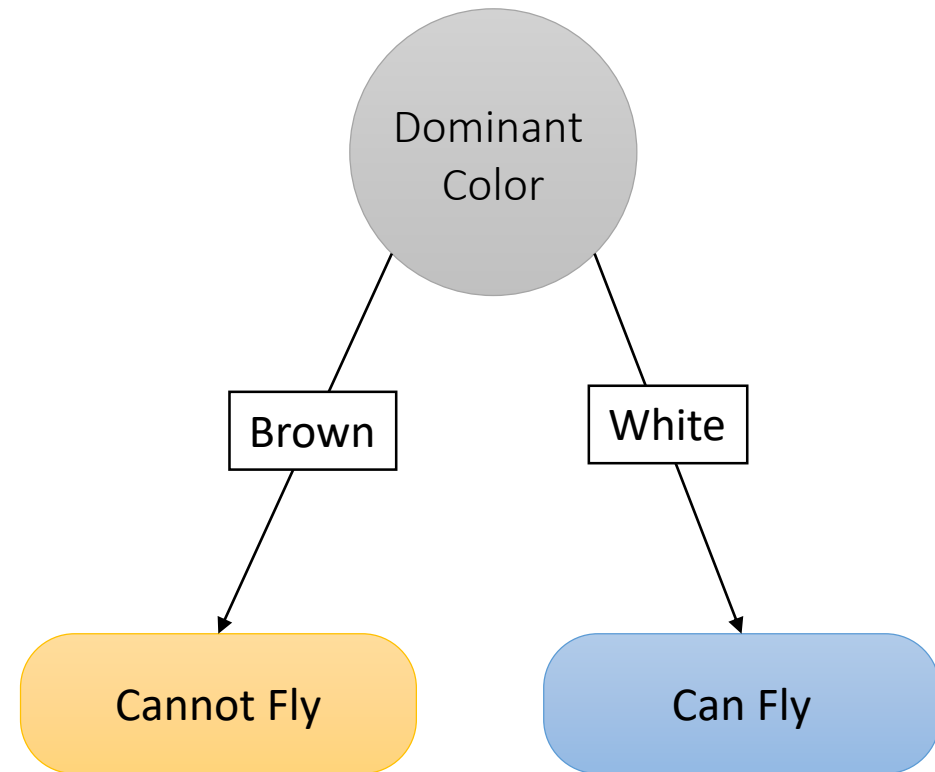 Dominant
Color
Brown
White
Cannot Fly
Can Fly